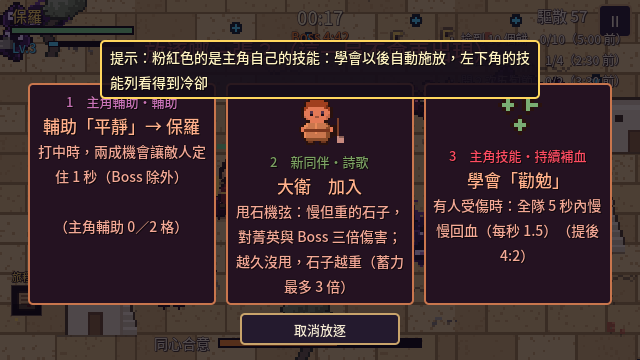 保羅
00:17
驅散 57
Lv.3
提示：粉紅色的是主角自己的技能：學會以後自動施放，左下角的技
能列看得到冷卻
1　主角輔助・輔助
輔助「平靜」→ 保羅
打中時，兩成機會讓敵人定
住 1 秒（Boss 除外）
（主角輔助 0／2 格）
2　新同伴・詩歌
大衛　加入
甩石機弦：慢但重的石子，
對菁英與 Boss 三倍傷害；
越久沒甩，石子越重（蓄力
最多 3 倍）
3　主角技能・持續補血
學會「勸勉」
有人受傷時：全隊 5 秒內慢
慢回血（每秒 1.5）（提後
4:2）
取消放逐
同心合意